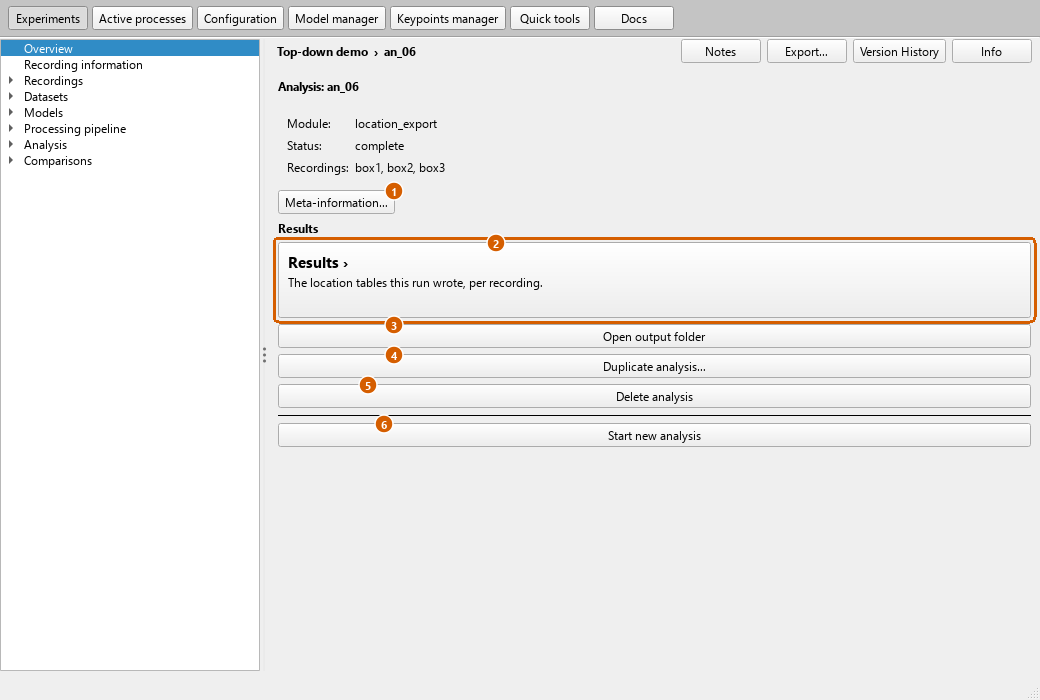 Experiments Active processes Configuration Model manager Keypoints manager Quick tools Docs
Overview
Recording information
Recordings
Datasets
Models
Processing pipeline
Analysis
Comparisons
Top-down demo › an_06
Notes Export... Version History Info
Analysis: an_06
Module: location_export
Status: complete
Recordings: box1, box2, box3
1
Meta-information...
Results
2
Results ›
The location tables this run wrote, per recording.
3
Open output folder
4
Duplicate analysis...
5
Delete analysis
6
Start new analysis